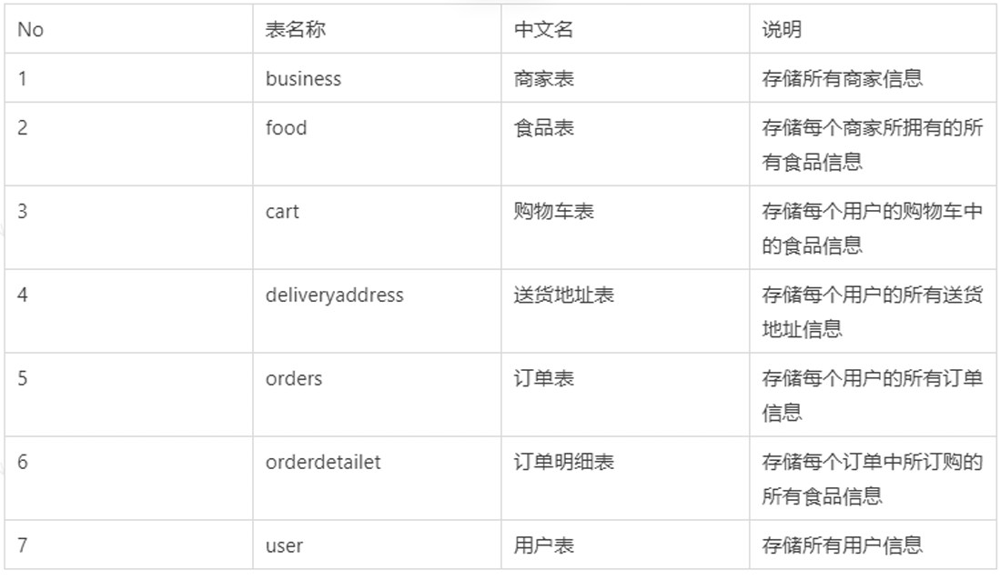 No 表名称 中文名 说明
1 business 商家表 存储所有商家信息
2 food 食品表 存储每个商家所拥有的所
有食品信息
3 cart 购物车表 存储每个用户的购物车中
的食品信息
4 deliveryaddress 送货地址表 存储每个用户的所有送货
地址信息
5 orders 订单表 存储每个用户的所有订单
信息
6 orderdetailet 订单明细表 存储每个订单中所订购的
所有食品信息
7 user 用户表 存储所有用户信息